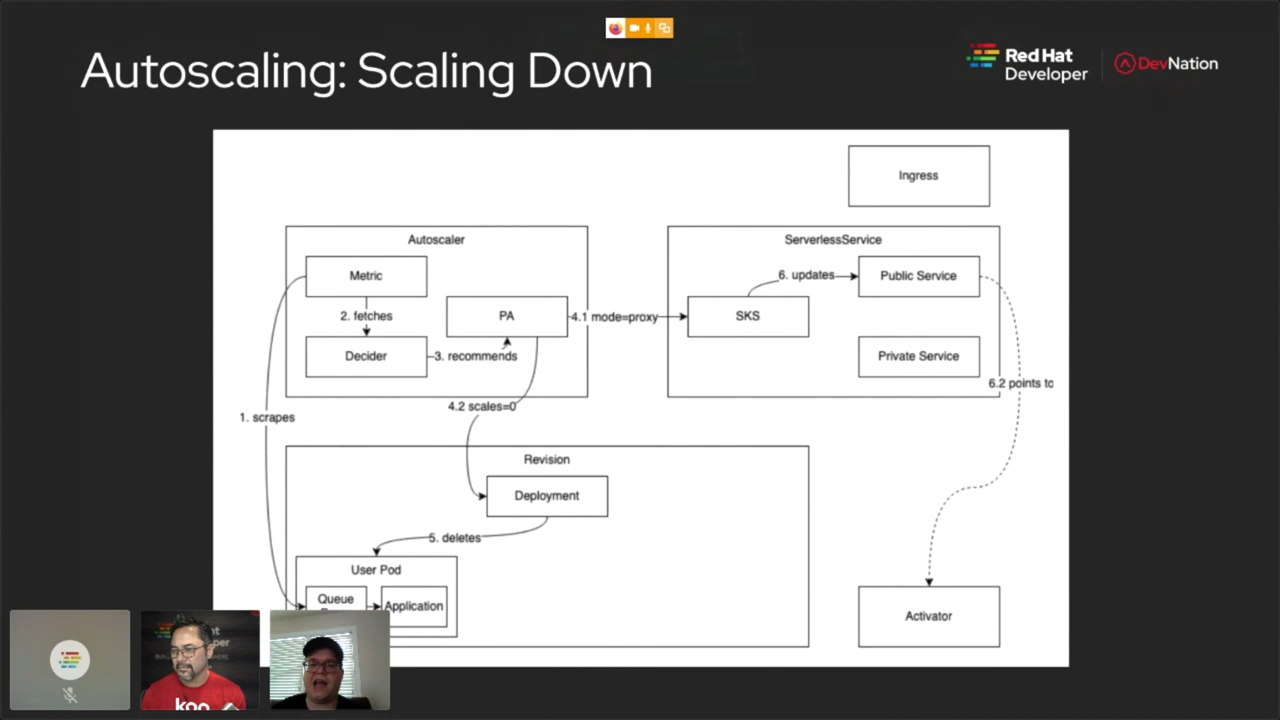 Autoscaling: Scaling Down
Red Hat
Developer
DevNation
Ingress
Autoscaler
ServerlessService
Metric
6. updates
Public Service
2. fetches
PA
4.1 mode=proxy
SKS
Decider
3. recommends
Private Service
6.2 points to
4.2 scales=0
1. scrapes
Revision
Deployment
5. deletes
User Pod
Queue
Application
Activator